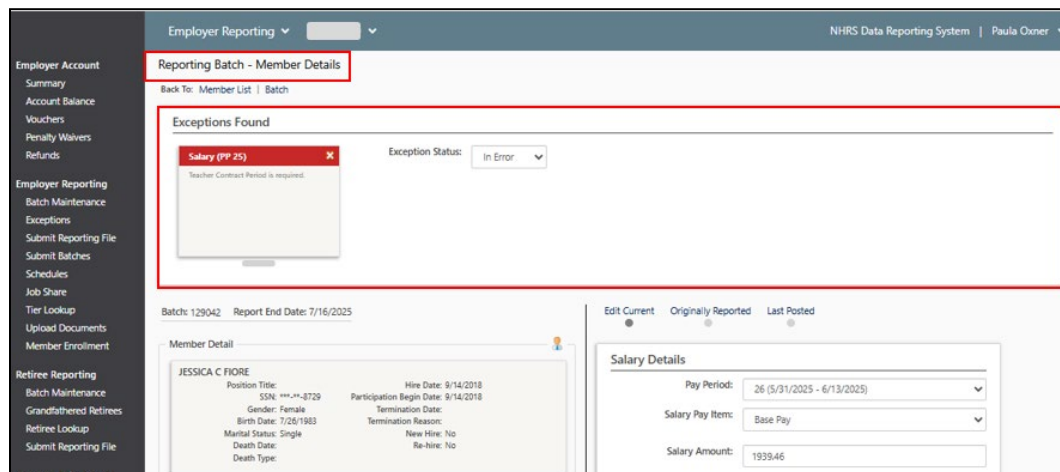 Employer Reporting
NHRS Data Reporting System | Paula Oxner
Employer Account
Summary
Account Balance
Vouchers
Penalty Waivers
Refunds
Employer Reporting
Batch Maintenance
Exceptions
Submit Reporting File
Submit Batches
Schedules
Job Share
Tier Lookup
Upload Documents
Member Enrollment
Retiree Reporting
Batch Maintenance
Grandfathered Retirees
Retiree Lookup
Submit Reporting File
Reporting Batch - Member Details
Back To: Member List | Batch
Exceptions Found
Salary (PP 25)
Teacher Contract Period is required.
Exception Status: In Error
Batch: 129042 Report End Date: 7/16/2025
Member Detail
JESSICA C FIORE
Position Title: Hire Date: 9/14/2018
SSN: ***-**-8729 Participation Begin Date: 9/14/2018
Gender: Female Termination Date:
Birth Date: 7/26/1983 Termination Reason:
Marital Status: Single New Hire: No
Death Date: Re-hire: No
Death Type:
Edit Current Originally Reported Last Posted
Salary Details
Pay Period: 26 (5/31/2025 - 6/13/2025)
Salary Pay Item: Base Pay
Salary Amount: 1939.46